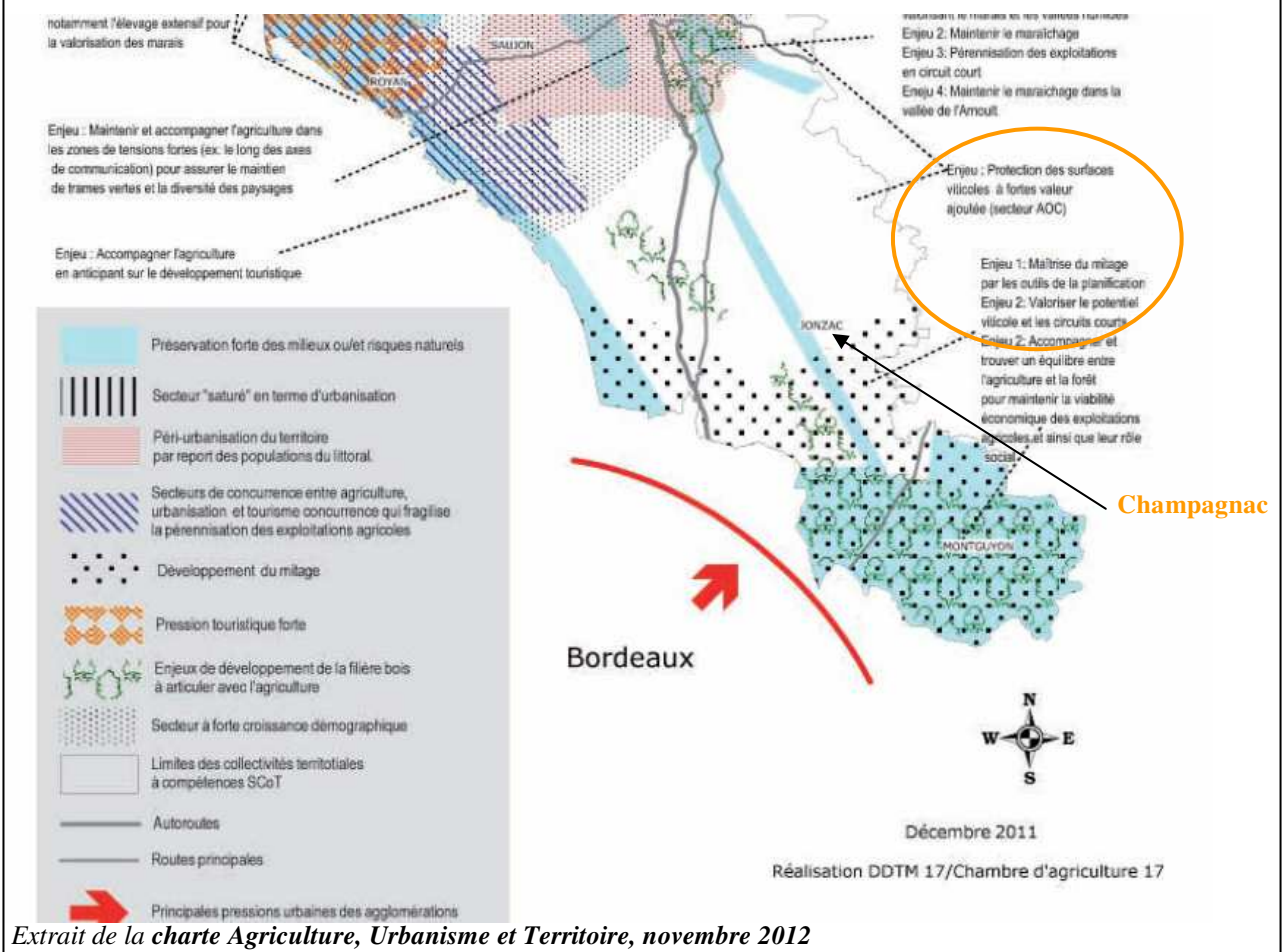 notamment l'élevage extensif pour
la valorisation des marais
SAUJON
ROYAN
valorisant le marais et les vallées humides
Enjeu 2: Maintenir le maraîchage
Enjeu 3: Pérennisation des exploitations
en circuit court
Eneju 4: Maintenir le maraichage dans la
vallée de l'Arnoult
Enjeu : Maintenir et accompagner l'agriculture dans
les zones de tensions fortes (ex: le long des axes
de communication) pour assurer le maintien
de trames vertes et la diversité des paysages
Enjeu : Accompagner l'agriculture
en anticipant sur le développement touristique
Enjeu : Protection des surfaces
viticoles à fortes valeur
ajoutée (secteur AOC)
Enjeu 1: Maîtrise du mitage
par les outils de la planification
Enjeu 2: Valoriser le potentiel
viticole et les circuits courts
Enjeu 2: Accompagner et
trouver un équilibre entre
l'agriculture et la forêt
pour maintenir la viabilité
économique des exploitations
agricoles et ainsi que leur rôle
social
JONZAC
Champagnac
MONTGUYON
Bordeaux
Préservation forte des milieux ou/et risques naturels
Secteur "saturé" en terme d'urbanisation
Péri-urbanisation du territoire
par report des populations du littoral.
Secteurs de concurrence entre agriculture,
urbanisation et tourisme concurrence qui fragilise
la pérennisation des exploitations agricoles
Développement du mitage
Pression touristique forte
Enjeux de développement de la filière bois
à articuler avec l'agriculture
Secteur à forte croissance démographique
Limites des collectivités territotiales
à compétences SCoT
Autoroutes
Routes principales
Principales pressions urbaines des agglomérations
N
W E
S
Décembre 2011
Réalisation DDTM 17/Chambre d'agriculture 17
Extrait de la charte Agriculture, Urbanisme et Territoire, novembre 2012